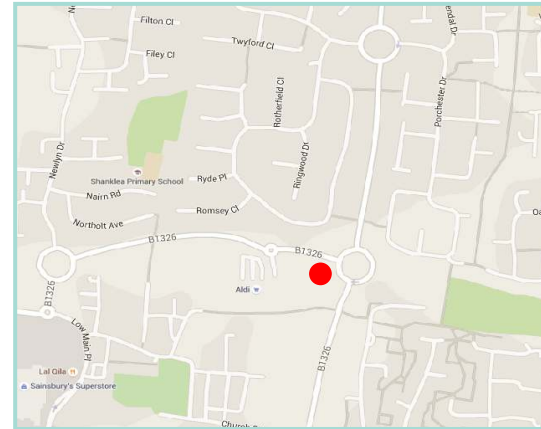 Filton Cl
Twyford Cl
Filey Cl
Rotherfield Cl
Porchester Dr
Newlyn Dr
Ringwood Dr
Shanklea Primary School
Ryde Pl
Nairn Rd
Romsey Cl
Northolt Ave
B1326
B1326
Aldi
B1326
Low Main Pl
B1326
Lal Qila
Sainsbury's Superstore